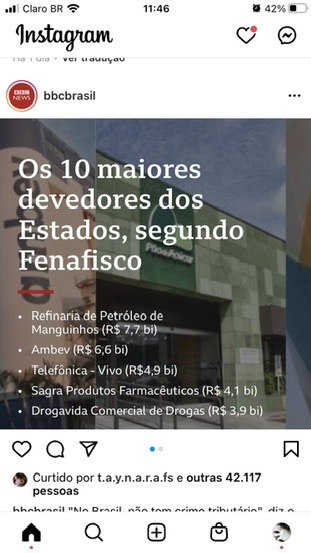 Claro BR
11:46
42%
Instagram
Há 1 dia · Ver tradução
BBC
NEWS
bbcbrasil
Os 10 maiores
devedores dos
Estados, segundo
Fenafisco
Pão de Açúcar
• Refinaria de Petróleo de
Manguinhos (R$ 7,7 bi)
• Ambev (R$ 6,6 bi)
• Telefônica - Vivo (R$4,9 bi)
• Sagra Produtos Farmacêuticos (R$ 4,1 bi)
• Drogavida Comercial de Drogas (R$ 3,9 bi)
Curtido por t.a.y.n.a.r.a.fs e outras 42.117
pessoas
bbcbrasil "No Brasil, não tem crime tributário", diz o